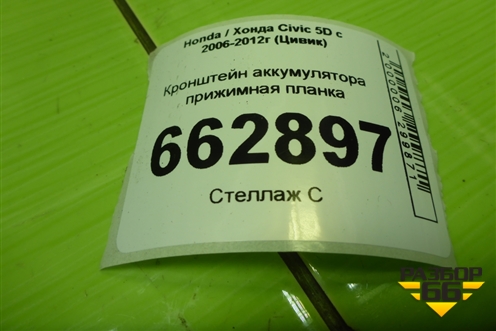 Honda / Хонда Civic 5D с
2006-2012г (Цивик)
Кронштейн аккумулятора
прижимная планка
662897
Стеллаж С
РАЗБОР
66